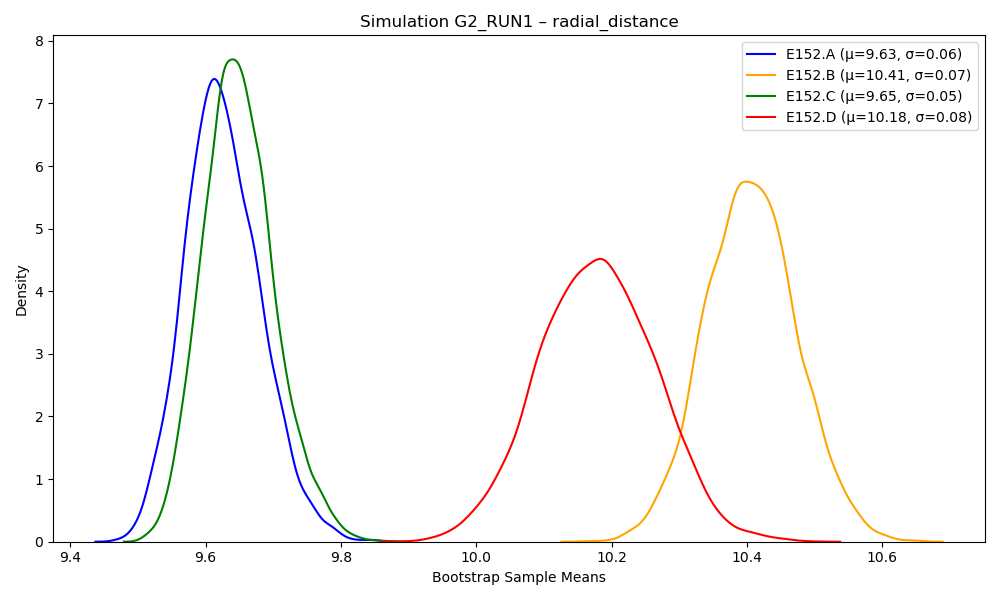 Simulation G2_RUN1 – radial_distance
E152.A (μ=9.63, σ=0.06)
E152.B (μ=10.41, σ=0.07)
E152.C (μ=9.65, σ=0.05)
E152.D (μ=10.18, σ=0.08)
8
7
6
5
4
3
2
1
0
Density
9.4 9.6 9.8 10.0 10.2 10.4 10.6
Bootstrap Sample Means